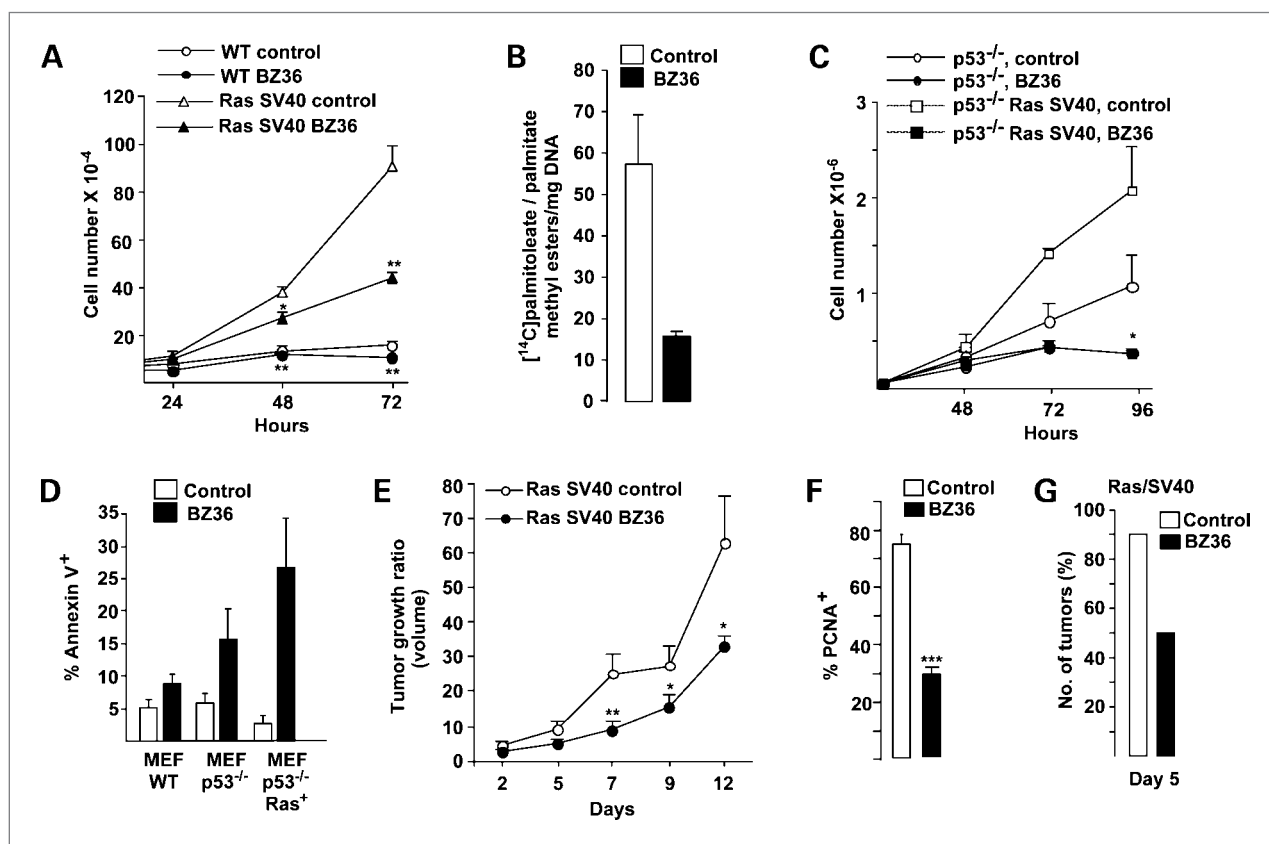 A
WT control
WT BZ36
Ras SV40 control
Ras SV40 BZ36
Cell number X 10-4
120
100
80
60
40
20
*
**
**
**
24
48
72
Hours
B
Control
BZ36
[14C]palmitoleate / palmitate
methyl esters/mg DNA
80
70
60
50
40
30
20
10
0
C
p53-/-, control
p53-/-, BZ36
p53-/- Ras SV40, control
p53-/- Ras SV40, BZ36
Cell number X10-6
3
2
1
*
48
72
96
Hours
D
Control
BZ36
% Annexin V+
35
30
25
20
15
10
5
MEF
WT
MEF
p53-/-
MEF
p53-/-
Ras+
E
Ras SV40 control
Ras SV40 BZ36
Tumor growth ratio
(volume)
80
70
60
50
40
30
20
10
0
**
*
*
2
5
7
9
12
Days
F
Control
BZ36
% PCNA+
80
60
40
20
***
G
Ras/SV40
Control
BZ36
No. of tumors (%)
100
80
60
40
20
Day 5